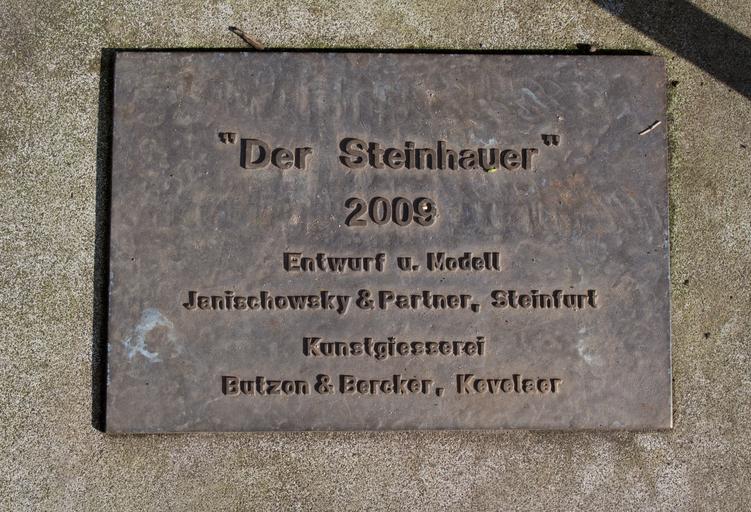 "Der Steinhauer"
2009
Entwurf u. Modell
Janischowsky & Partner, Steinfurt
Kunstgiesserei
Butzon & Bercker, Kevelaer